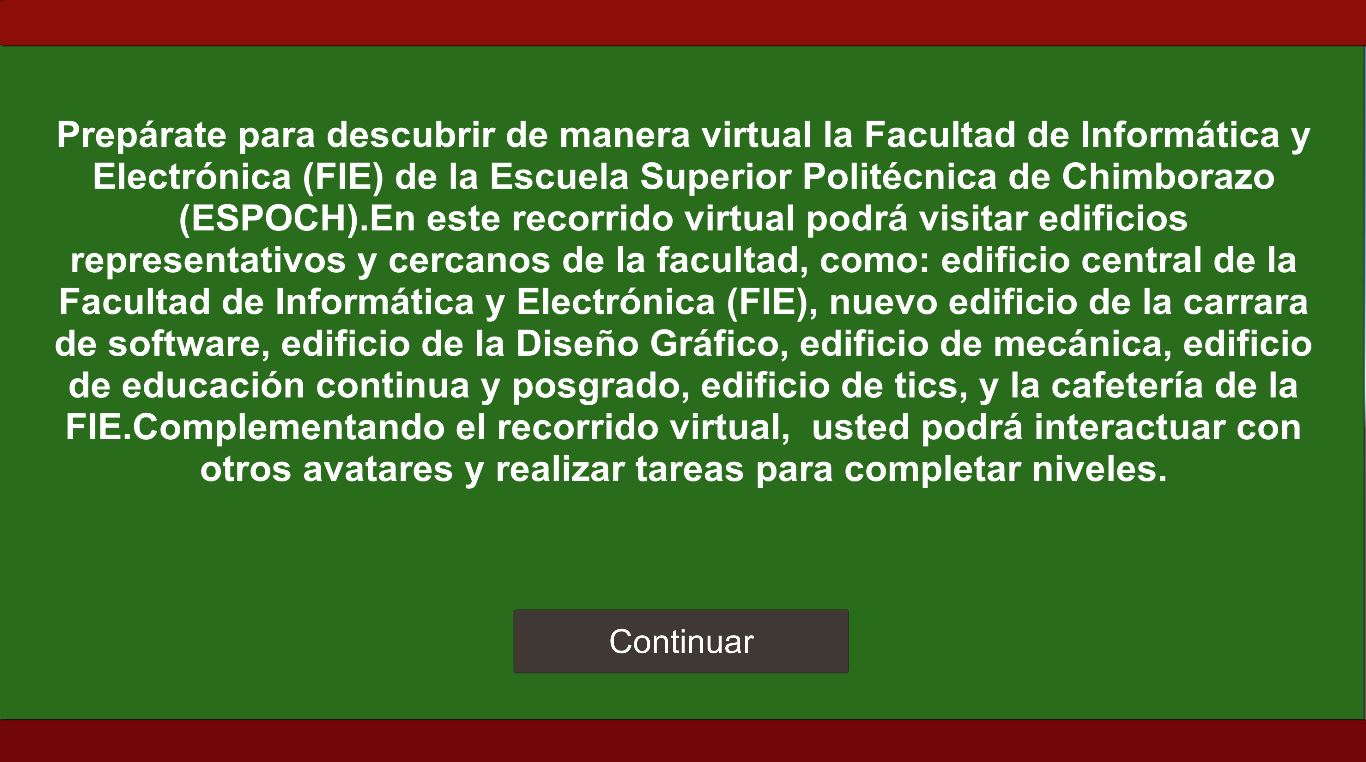 Prepárate para descubrir de manera virtual la Facultad de Informática y
Electrónica (FIE) de la Escuela Superior Politécnica de Chimborazo
(ESPOCH).En este recorrido virtual podrá visitar edificios
representativos y cercanos de la facultad, como: edificio central de la
Facultad de Informática y Electrónica (FIE), nuevo edificio de la carrara
de software, edificio de la Diseño Gráfico, edificio de mecánica, edificio
de educación continua y posgrado, edificio de tics, y la cafetería de la
FIE.Complementando el recorrido virtual,  usted podrá interactuar con
otros avatares y realizar tareas para completar niveles.
Continuar